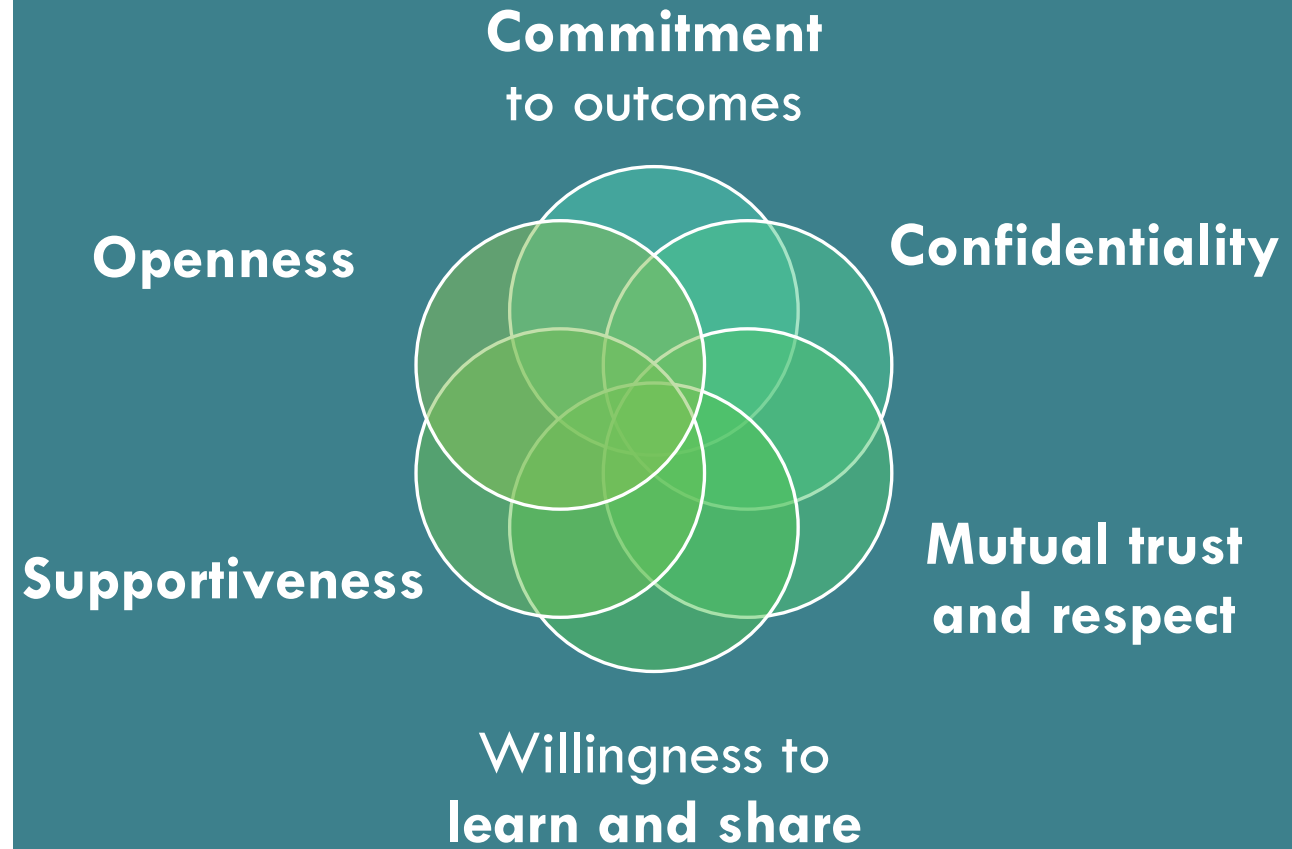 Commitment
to outcomes
Confidentiality
Mutual trust
and respect
Willingness to
learn and share
Supportiveness
Openness